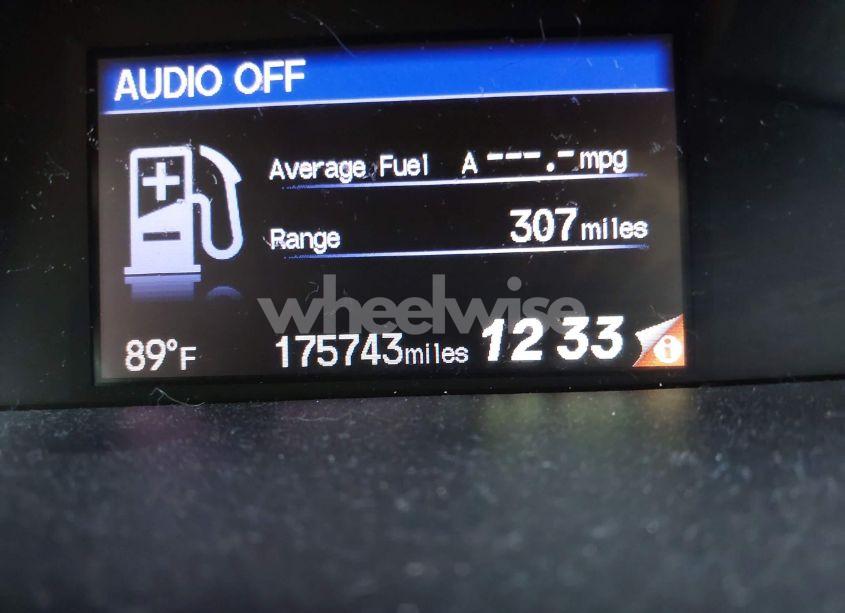 AUDIO OFF
Average Fuel A ---.- mpg
Range 307 miles
wheelwise
89°F 175743 miles 12 33 i